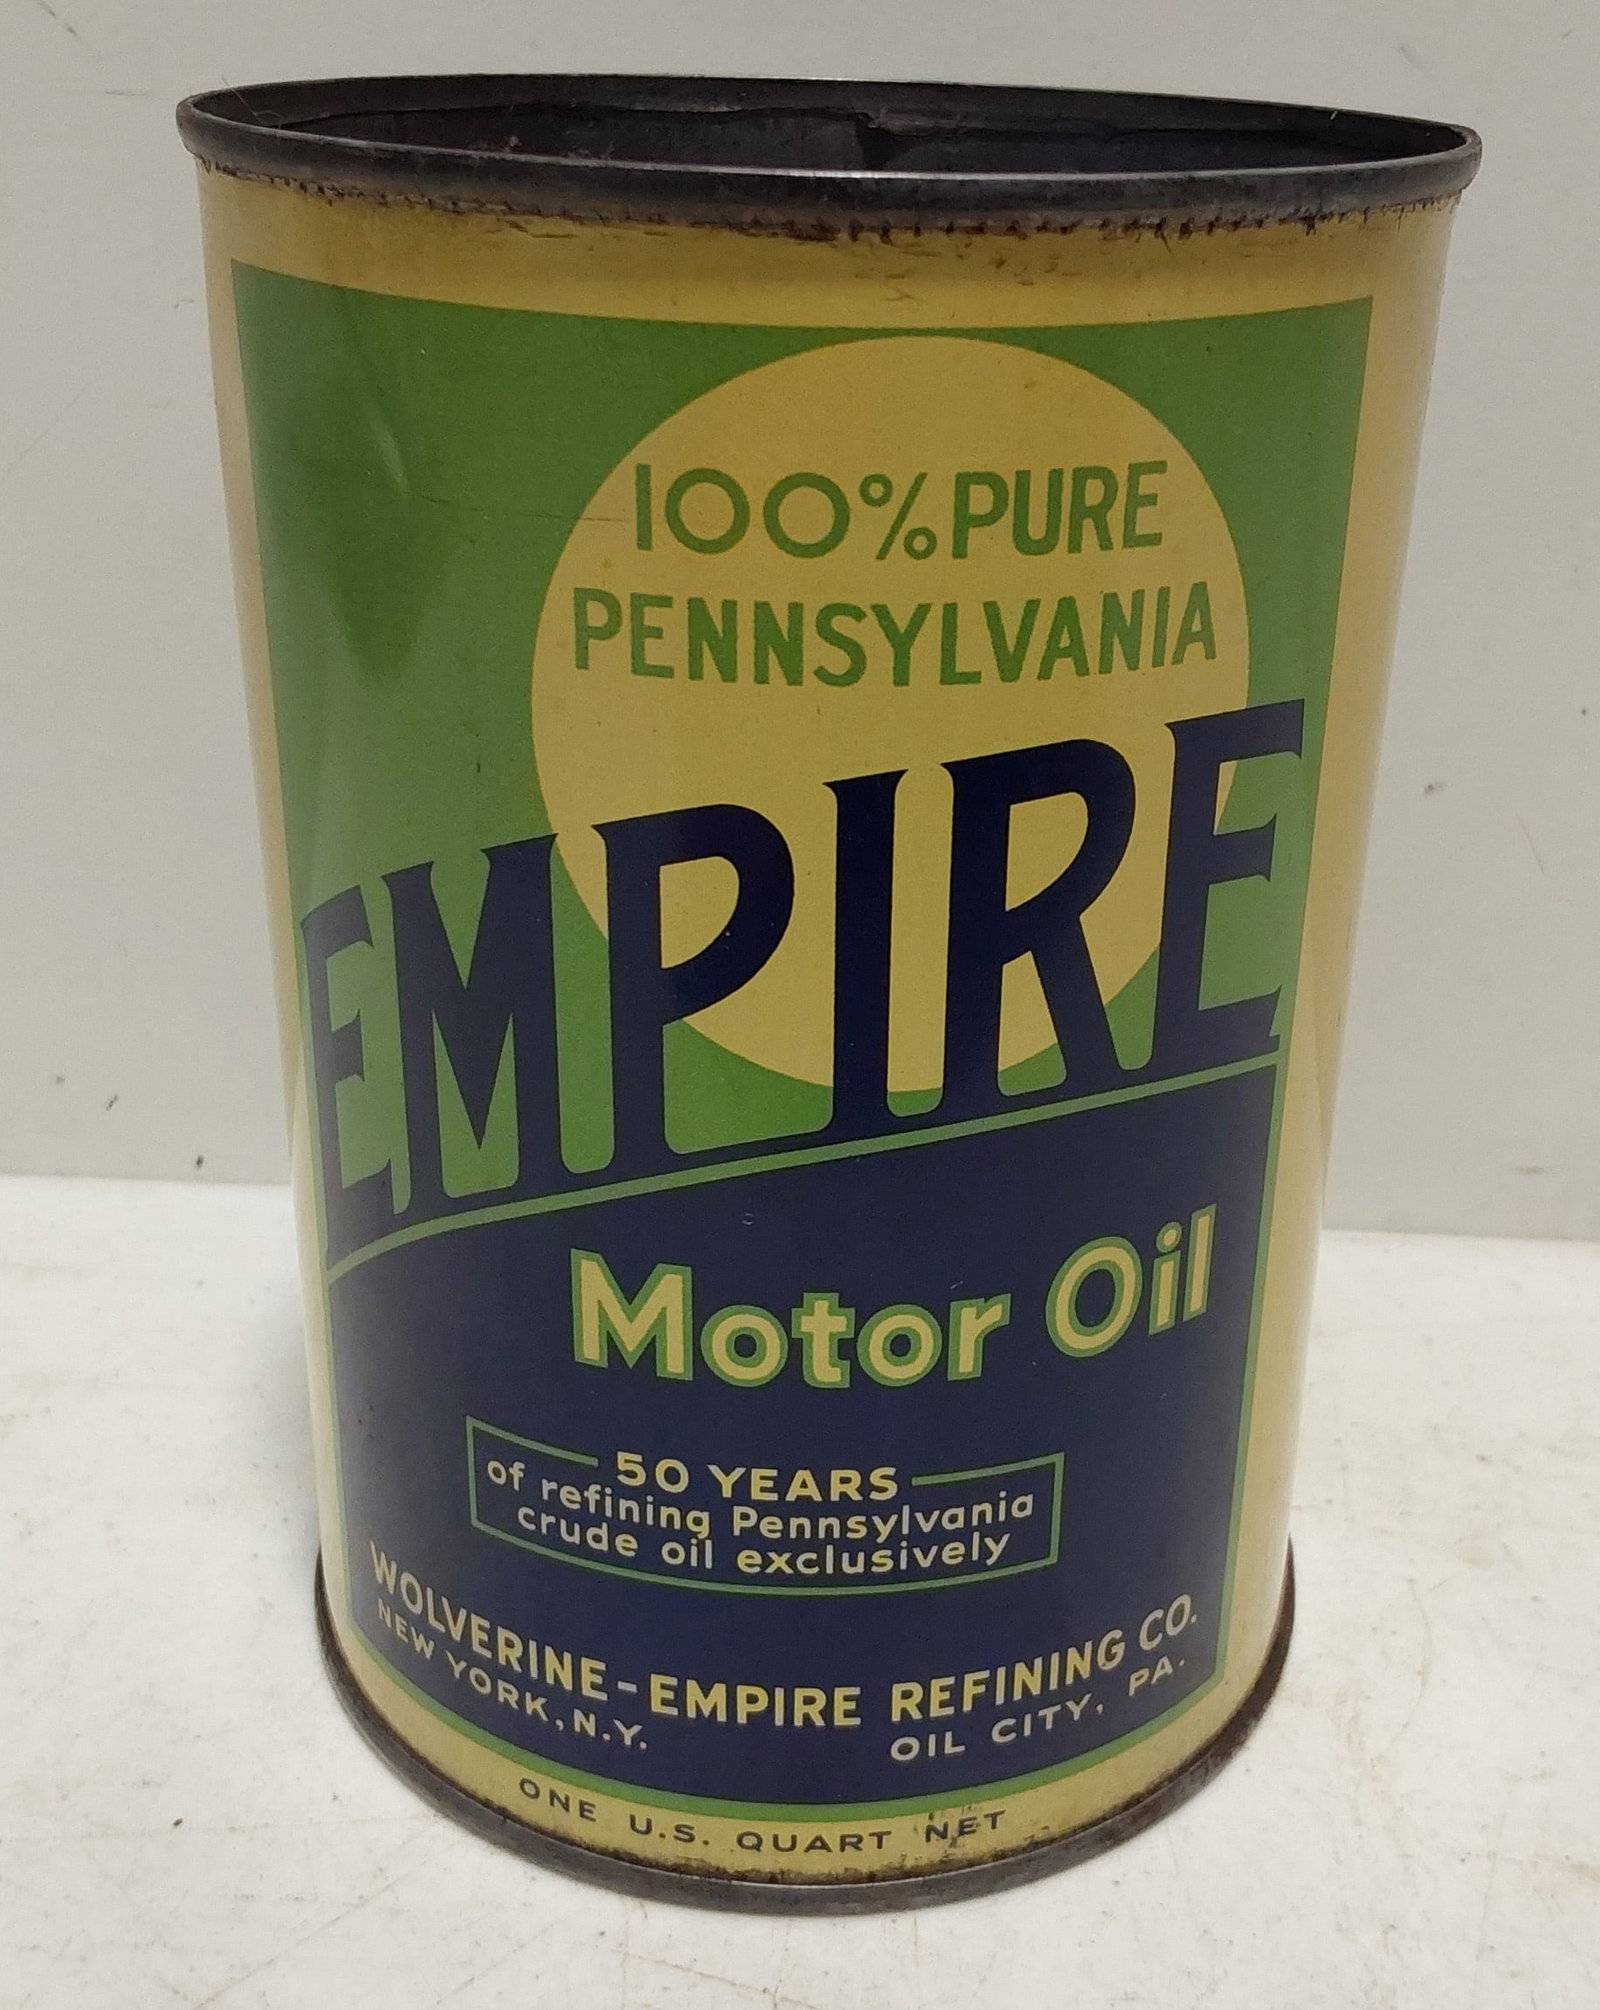 100% PURE
PENNSYLVANIA
EMPIRE
Motor Oil
50 YEARS
of refining Pennsylvania
crude oil exclusively
WOLVERINE-EMPIRE REFINING CO.
NEW YORK, N.Y. OIL CITY, PA.
ONE U.S. QUART NET